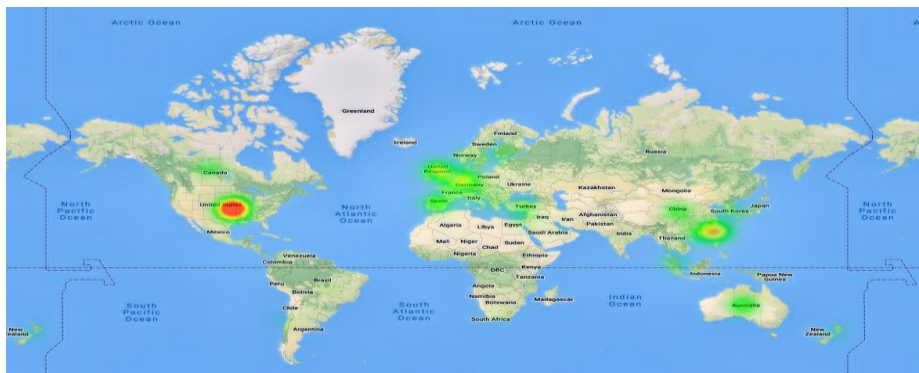 Arctic Ocean
Arctic Ocean
Greenland
Iceland
Finland
Sweden
Norway
Russia
Canada
United
Kingdom
Poland
Germany
Ukraine
France
Kazakhstan
Mongolia
Spain
Italy
North
Pacific
Ocean
United States
North
Atlantic
Ocean
Turkey
China
South Korea
Japan
North
Pacific
Ocean
Iraq
Iran
Afghanistan
Pakistan
Algeria
Libya
Egypt
Saudi Arabia
Mexico
India
Thailand
Mali
Niger
Chad
Sudan
Nigeria
Ethiopia
Venezuela
Colombia
DRC
Kenya
Tanzania
Indonesia
Papua New
Guinea
Peru
Brazil
Bolivia
Angola
Namibia
Botswana
Madagascar
South
Pacific
Ocean
Chile
South
Atlantic
Ocean
Indian
Ocean
Australia
South Africa
Argentina
New
Zealand
New
Zealand